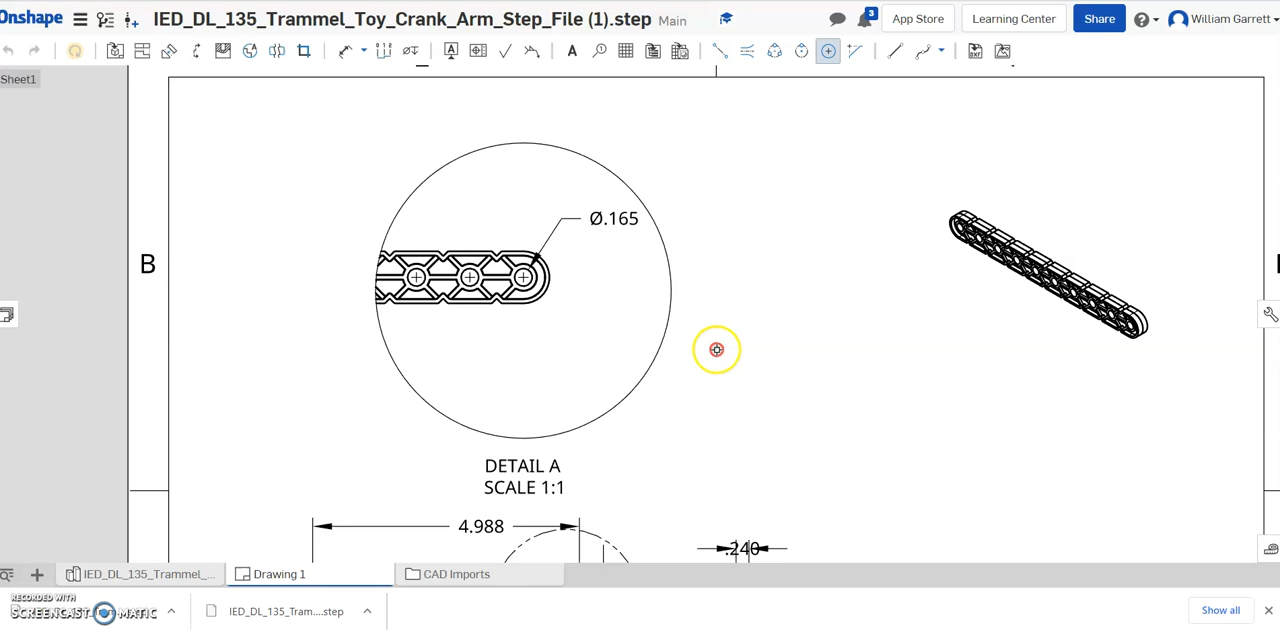 Onshape IED_DL_135_Trammel_Toy_Crank_Arm_Step_File (1).step Main 3 App Store Learning Center Share William Garrett
Sheet1
B
Ø.165
DETAIL A
SCALE 1:1
4.988
.240
IED_DL_135_Trammel_... Drawing 1 CAD Imports
RECORDED WITH
SCREENCAST-O-MATIC
IED_DL_135_Tram....step
Show all